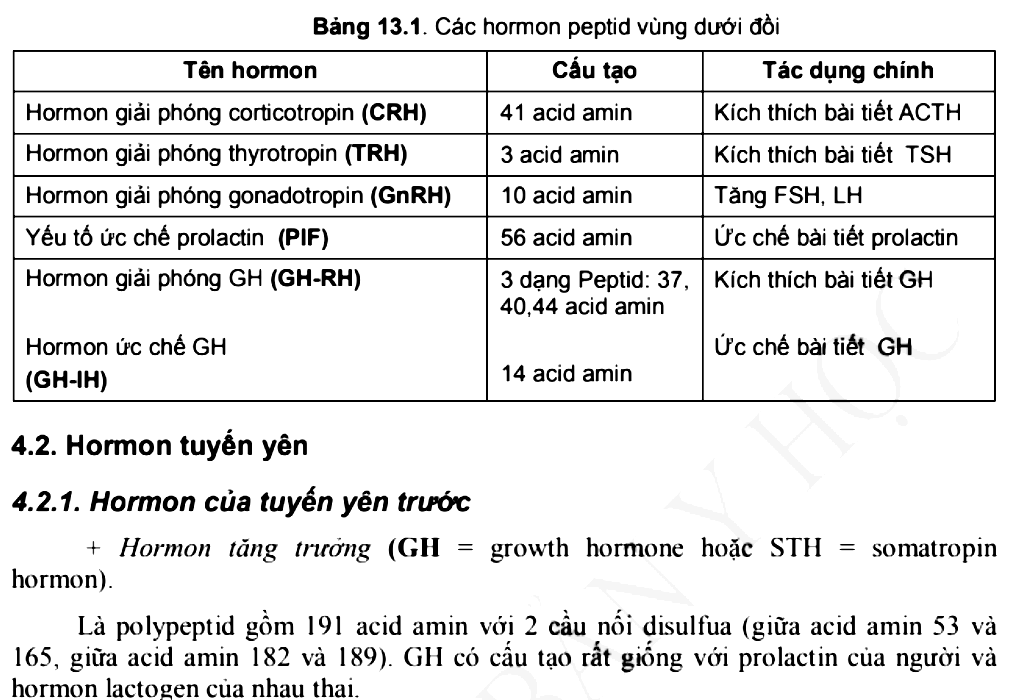 Bảng 13.1. Các hormon peptid vùng dưới đồi
Tên hormon Cấu tạo Tác dụng chính
Hormon giải phóng corticotropin (CRH) 41 acid amin Kích thích bài tiết ACTH
Hormon giải phóng thyrotropin (TRH) 3 acid amin Kích thích bài tiết TSH
Hormon giải phóng gonadotropin (GnRH) 10 acid amin Tăng FSH, LH
Yếu tố ức chế prolactin (PIF) 56 acid amin Ức chế bài tiết prolactin
Hormon giải phóng GH (GH-RH) 3 dạng Peptid: 37, Kích thích bài tiết GH
40,44 acid amin
Hormon ức chế GH Ức chế bài tiết GH
(GH-IH) 14 acid amin
4.2. Hormon tuyến yên
4.2.1. Hormon của tuyến yên trước
+ Hormon tăng trưởng (GH = growth hormone hoặc STH = somatropin
hormon).
Là polypeptid gồm 191 acid amin với 2 cầu nối disulfua (giữa acid amin 53 và
165, giữa acid amin 182 và 189). GH có cấu tạo rất giống với prolactin của người và
hormon lactogen của nhau thai.
BẢN Y HỌC